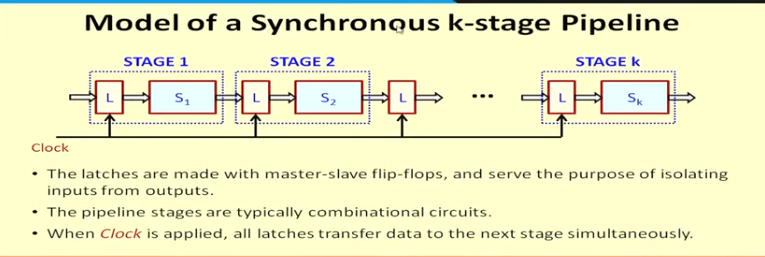 Model of a Synchronous k-stage Pipeline
STAGE 1 STAGE 2 STAGE k
L S1 L S2 L ••• L Sk
Clock
• The latches are made with master-slave flip-flops, and serve the purpose of isolating
inputs from outputs.
• The pipeline stages are typically combinational circuits.
• When Clock is applied, all latches transfer data to the next stage simultaneously.